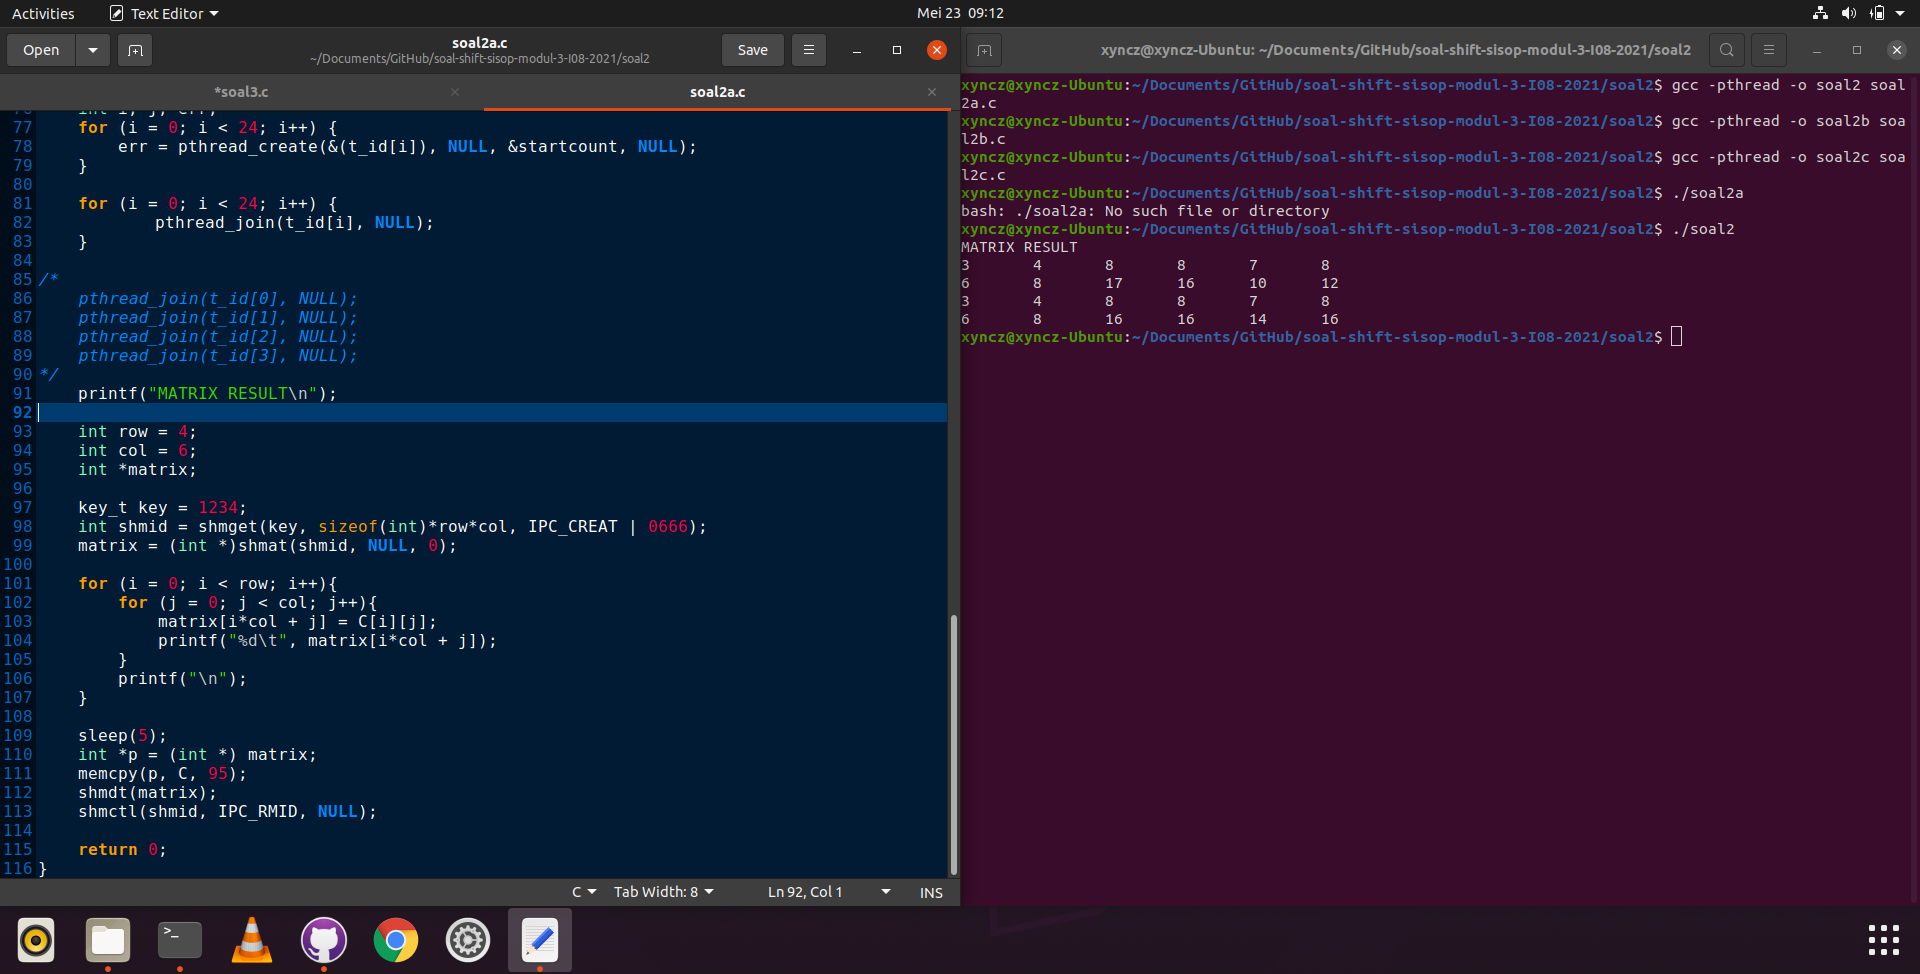 Activities
Text Editor
Mei 23  09:12
Open
soal2a.c
~/Documents/GitHub/soal-shift-sisop-modul-3-I08-2021/soal2
Save
*soal3.c
soal2a.c
77     for (i = 0; i < 24; i++) {
78         err = pthread_create(&(t_id[i]), NULL, &startcount, NULL);
79     }
80
81     for (i = 0; i < 24; i++) {
82             pthread_join(t_id[i], NULL);
83     }
84
85 /*
86     pthread_join(t_id[0], NULL);
87     pthread_join(t_id[1], NULL);
88     pthread_join(t_id[2], NULL);
89     pthread_join(t_id[3], NULL);
90 */
91     printf("MATRIX RESULT\n");
92
93     int row = 4;
94     int col = 6;
95     int *matrix;
96
97     key_t key = 1234;
98     int shmid = shmget(key, sizeof(int)*row*col, IPC_CREAT | 0666);
99     matrix = (int *)shmat(shmid, NULL, 0);
100
101     for (i = 0; i < row; i++){
102         for (j = 0; j < col; j++){
103             matrix[i*col + j] = C[i][j];
104             printf("%d\t", matrix[i*col + j]);
105         }
106         printf("\n");
107     }
108
109     sleep(5);
110     int *p = (int *) matrix;
111     memcpy(p, C, 95);
112     shmdt(matrix);
113     shmctl(shmid, IPC_RMID, NULL);
114
115     return 0;
116 }
C
Tab Width: 8
Ln 92, Col 1
INS
xyncz@xyncz-Ubuntu: ~/Documents/GitHub/soal-shift-sisop-modul-3-I08-2021/soal2
xyncz@xyncz-Ubuntu:~/Documents/GitHub/soal-shift-sisop-modul-3-I08-2021/soal2$ gcc -pthread -o soal2 soal
2a.c
xyncz@xyncz-Ubuntu:~/Documents/GitHub/soal-shift-sisop-modul-3-I08-2021/soal2$ gcc -pthread -o soal2b soa
l2b.c
xyncz@xyncz-Ubuntu:~/Documents/GitHub/soal-shift-sisop-modul-3-I08-2021/soal2$ gcc -pthread -o soal2c soa
l2c.c
xyncz@xyncz-Ubuntu:~/Documents/GitHub/soal-shift-sisop-modul-3-I08-2021/soal2$ ./soal2a
bash: ./soal2a: No such file or directory
xyncz@xyncz-Ubuntu:~/Documents/GitHub/soal-shift-sisop-modul-3-I08-2021/soal2$ ./soal2
MATRIX RESULT
3       4       8       8       7       8
6       8       17      16      10      12
3       4       8       8       7       8
6       8       16      16      14      16
xyncz@xyncz-Ubuntu:~/Documents/GitHub/soal-shift-sisop-modul-3-I08-2021/soal2$
>_